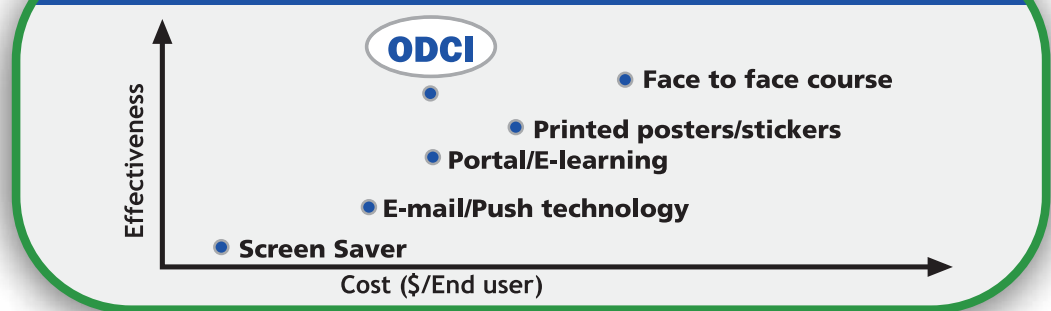 ODCI
Face to face course
Printed posters/stickers
Portal/E-learning
E-mail/Push technology
Screen Saver
Effectiveness
Cost ($/End user)